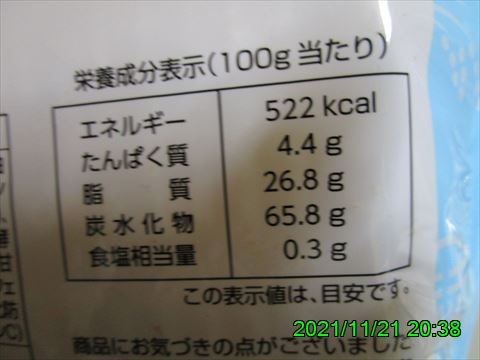 栄養成分表示(100g当たり)
エネルギー 522 kcal
たんぱく質 4.4 g
脂質 26.8 g
炭水化物 65.8 g
食塩相当量 0.3 g
この表示値は、目安です。
商品にお気づきの点がございました
2021/11/21 20:38